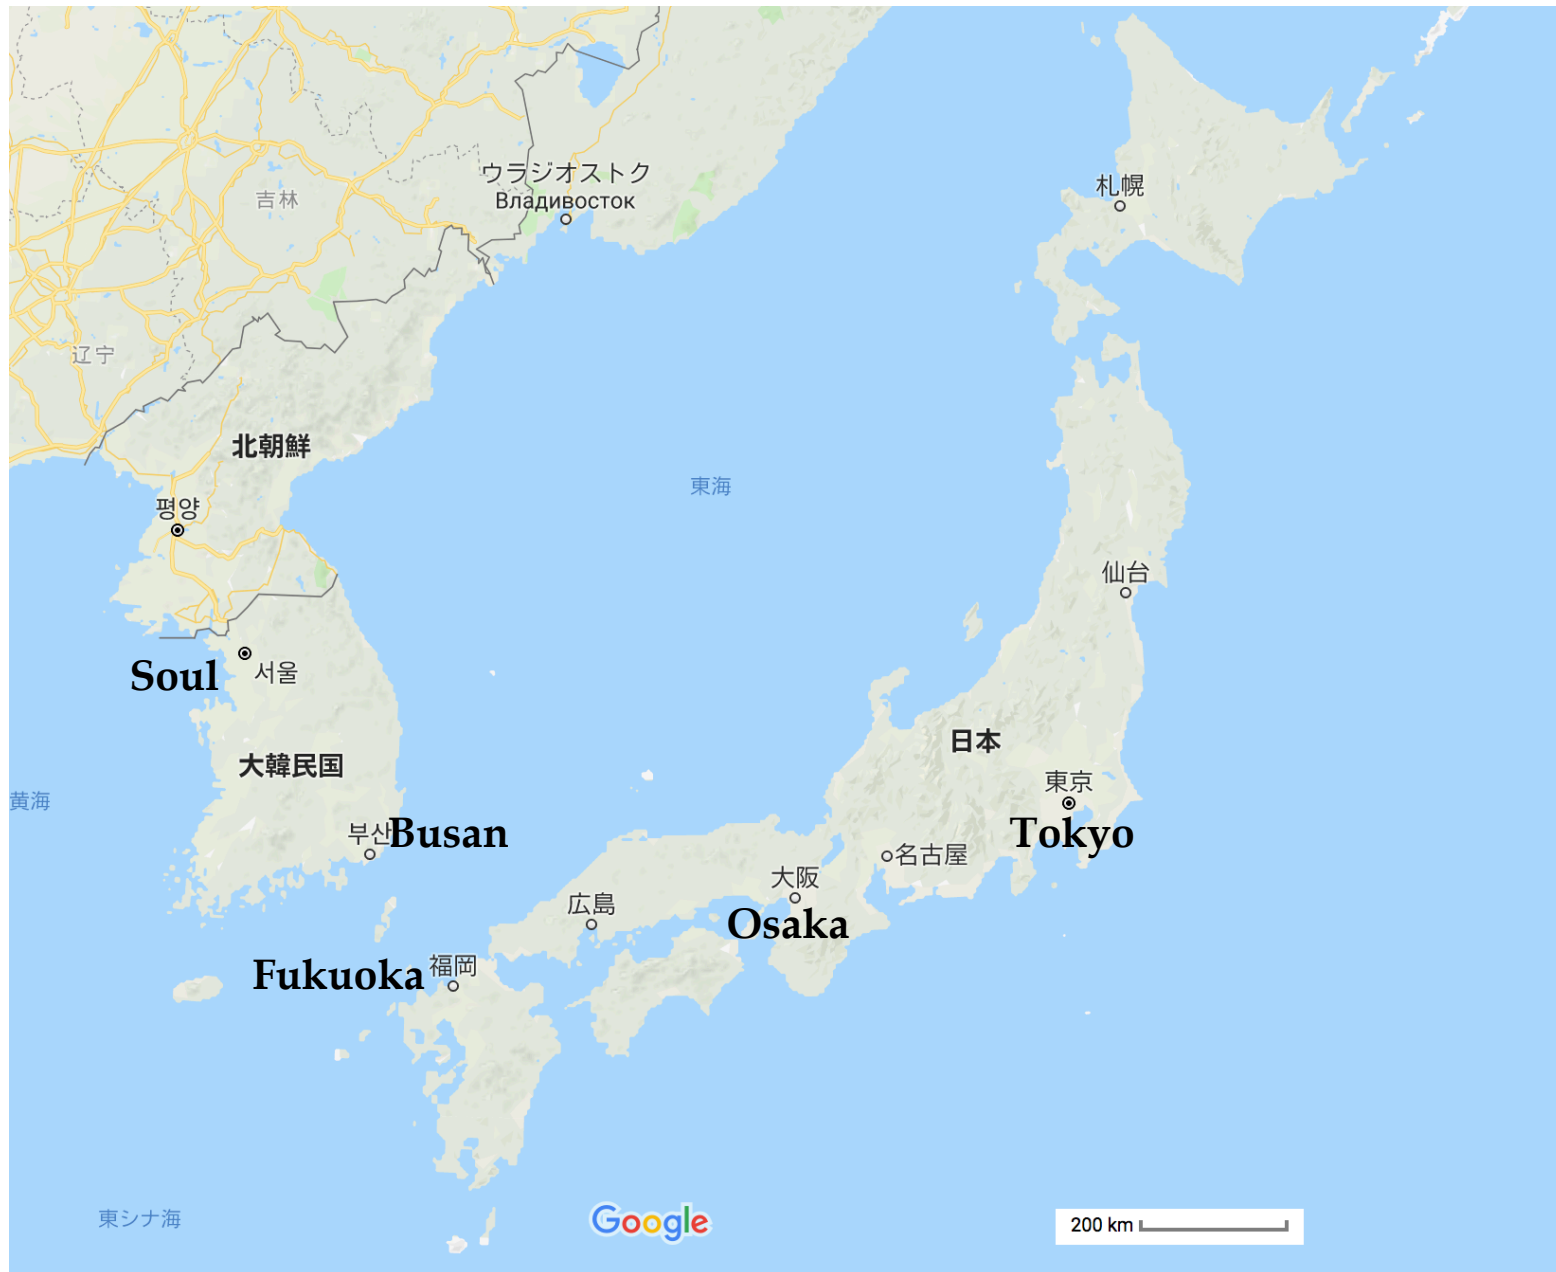 ウラジオストク
Владивосток
札幌
吉林
辽宁
北朝鮮
東海
평양
仙台
Soul
서울
日本
大韓民国
東京
黄海
부산
Busan
Tokyo
名古屋
大阪
広島
Osaka
福岡
Fukuoka
東シナ海
Google
200 km